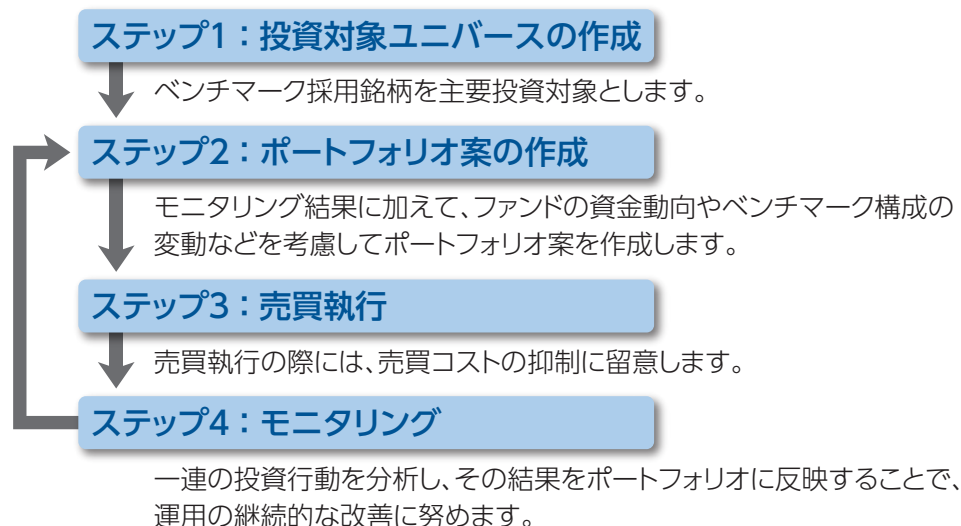 ステップ1：投資対象ユニバースの作成
ベンチマーク採用銘柄を主要投資対象とします。
ステップ2：ポートフォリオ案の作成
モニタリング結果に加えて、ファンドの資金動向やベンチマーク構成の
変動などを考慮してポートフォリオ案を作成します。
ステップ3：売買執行
売買執行の際には、売買コストの抑制に留意します。
ステップ4：モニタリング
一連の投資行動を分析し、その結果をポートフォリオに反映することで、
運用の継続的な改善に努めます。